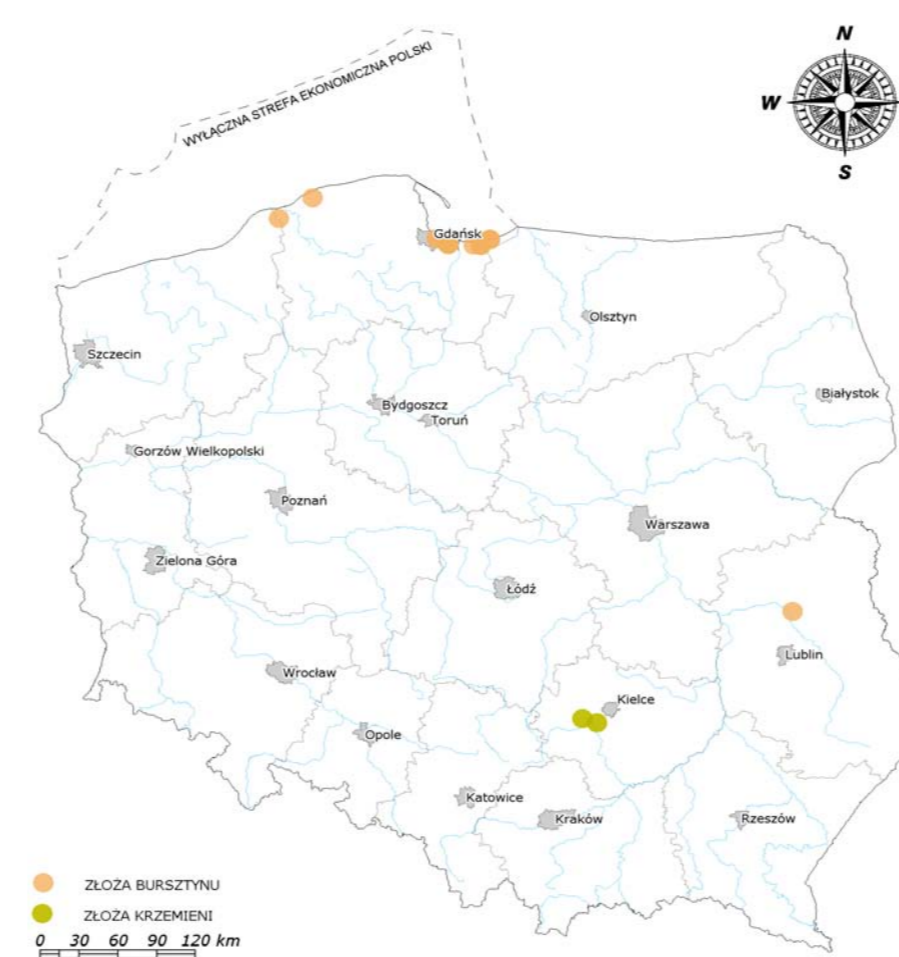 N
WYŁĄCZNA STREFA EKONOMICZNA POLSKI
W
S
Gdańsk
Olsztyn
Szczecin
Białystok
Bydgoszcz
Toruń
Gorzów Wielkopolski
Poznań
Warszawa
Zielona Góra
Łódź
Lublin
Wrocław
Kielce
Opole
Katowice
Kraków
Rzeszów
ZŁOŻA BURSZTYNU
ZŁOŻA KRZEMIENI
0 30 60 90 120 km